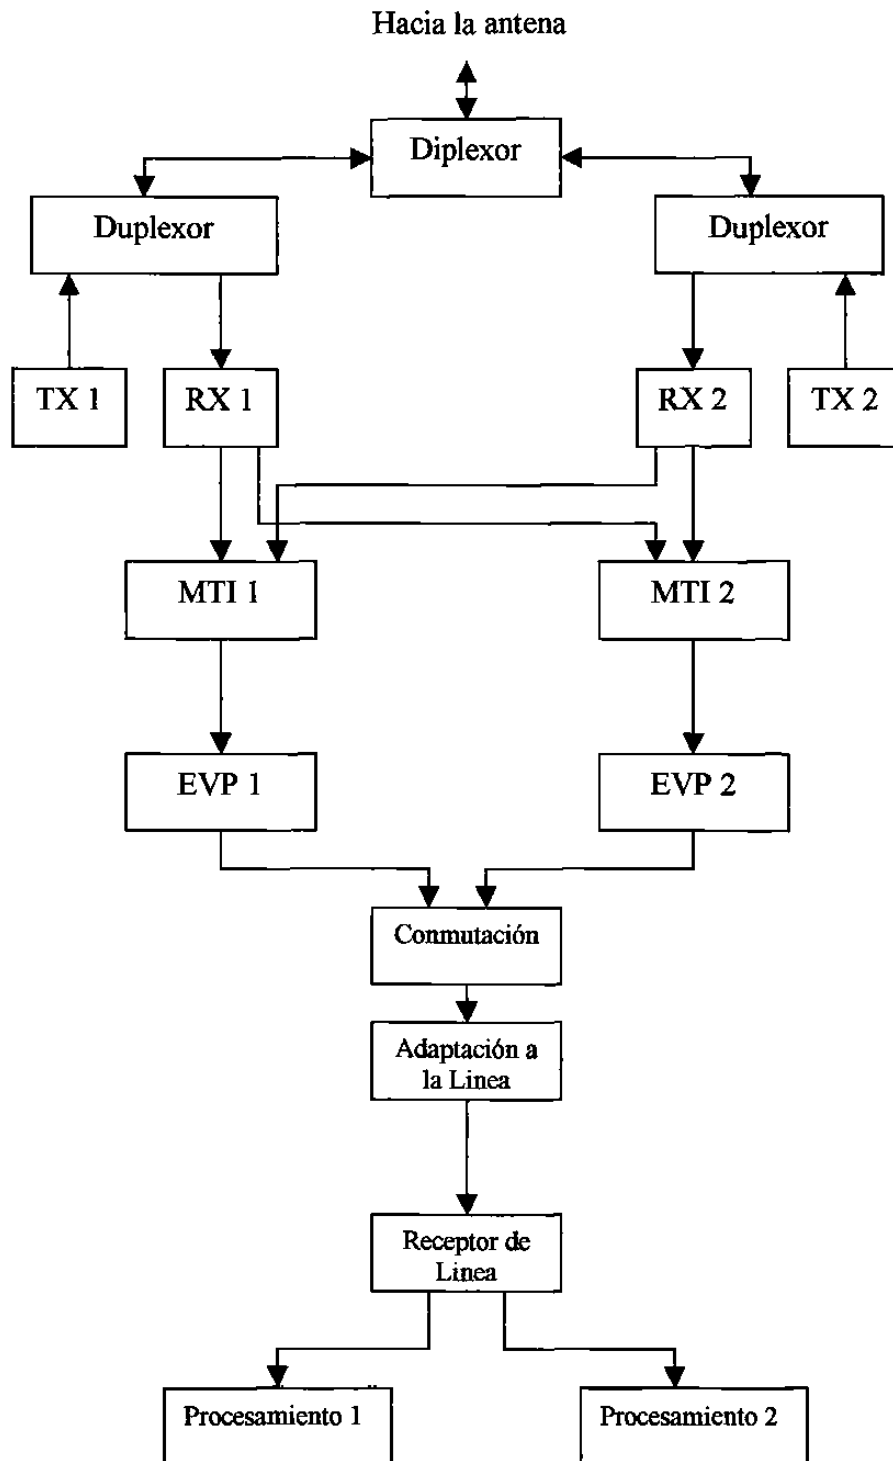 Hacia la antena
Diplexor
Duplexor
Duplexor
TX 1
RX 1
RX 2
TX 2
MTI 1
MTI 2
EVP 1
EVP 2
Conmutación
Adaptación a
la Linea
Receptor de
Linea
Procesamiento 1
Procesamiento 2